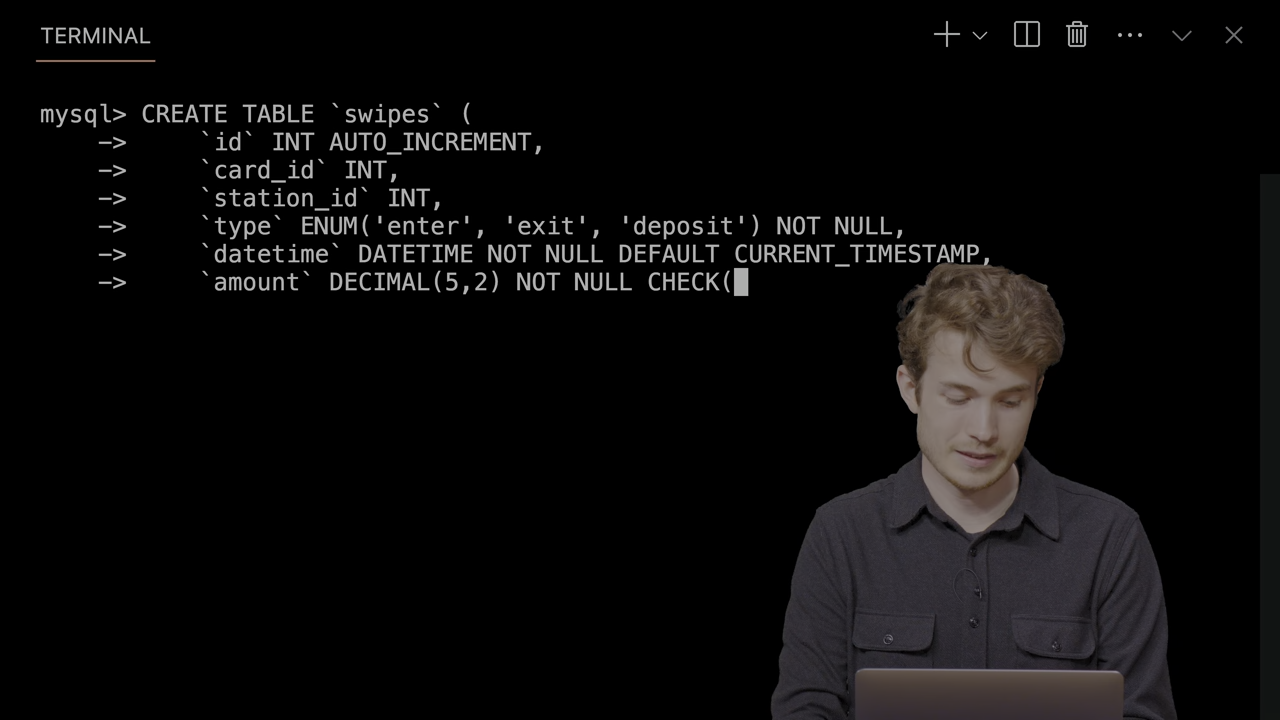 TERMINAL
mysql> CREATE TABLE `swipes` (
    ->     `id` INT AUTO_INCREMENT,
    ->     `card_id` INT,
    ->     `station_id` INT,
    ->     `type` ENUM('enter', 'exit', 'deposit') NOT NULL,
    ->     `datetime` DATETIME NOT NULL DEFAULT CURRENT_TIMESTAMP,
    ->     `amount` DECIMAL(5,2) NOT NULL CHECK(